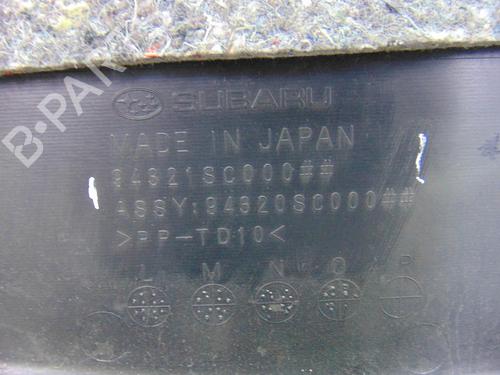 B-PARTS
SUBARU
MADE IN JAPAN
94321SC000##
ASSY:94320SC000##
>PP-TD10<
L M N O P